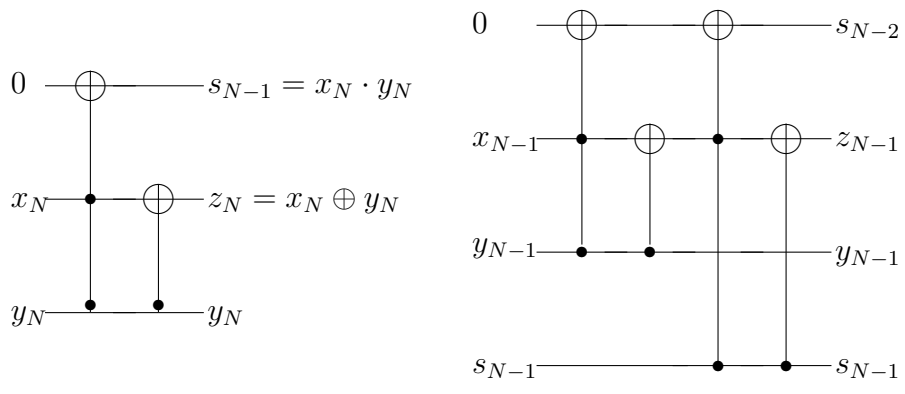 0 s_{N-1} = x_N · y_N
x_N z_N = x_N ⊕ y_N
y_N y_N
0 s_{N-2}
x_{N-1} z_{N-1}
y_{N-1} y_{N-1}
s_{N-1} s_{N-1}